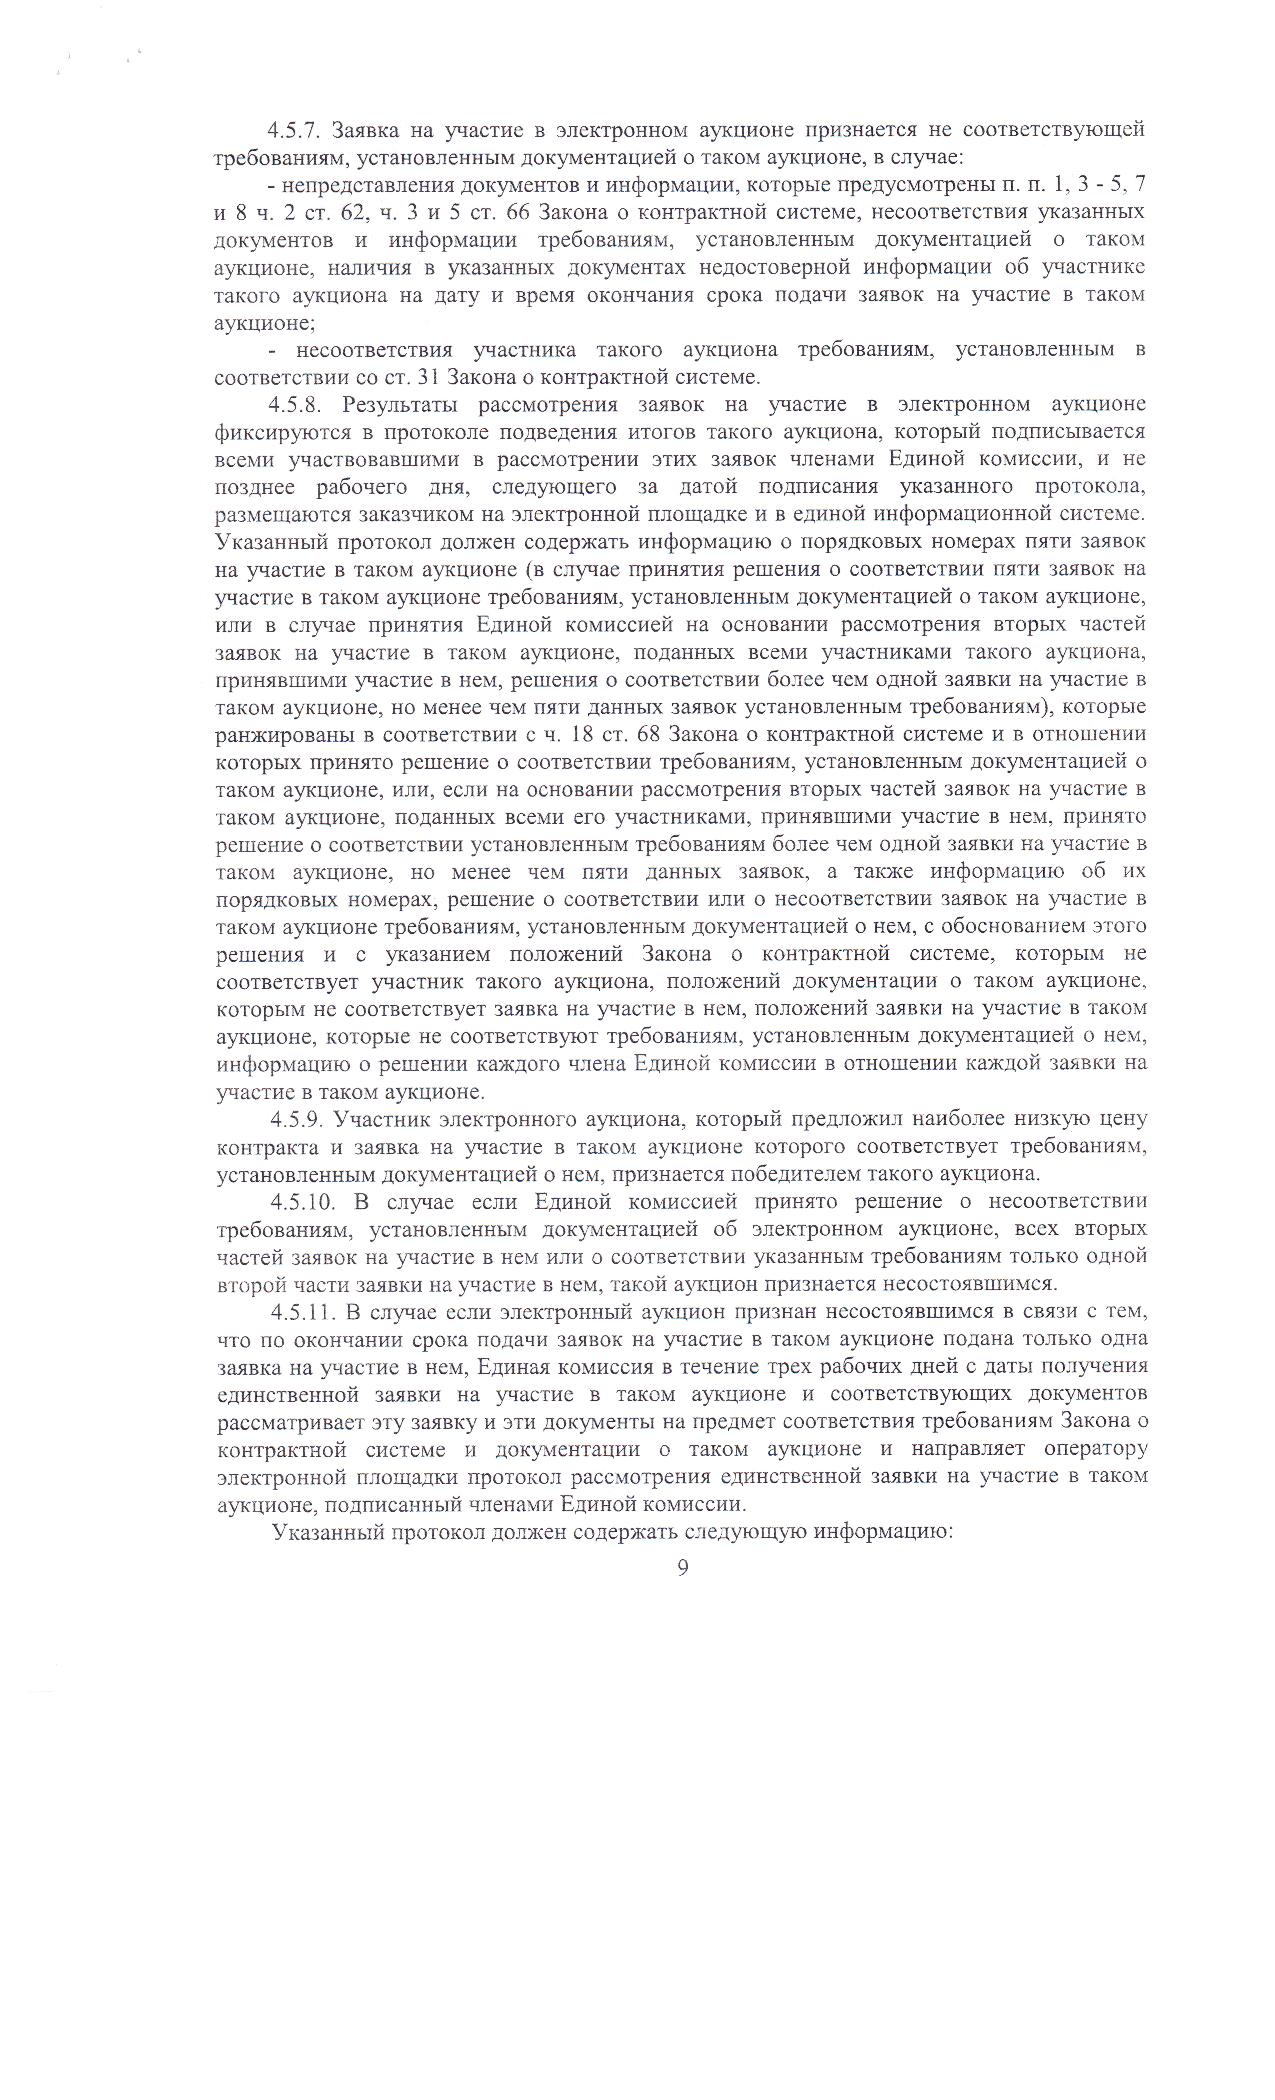 4.5.7. Заявка на участие в электронном аукционе признается не соответствующей
требованиям, установленным документацией о таком аукционе, в случае:
- непредставления документов и информации, которые предусмотрены п. п. 1, 3 - 5, 7
и 8 ч. 2 ст. 62, ч. 3 и 5 ст. 66 Закона о контрактной системе, несоответствия указанных
документов и информации требованиям, установленным документацией о таком
аукционе, наличия в указанных документах недостоверной информации об участнике
такого аукциона на дату и время окончания срока подачи заявок на участие в таком
аукционе;
- несоответствия участника такого аукциона требованиям, установленным в
соответствии со ст. 31 Закона о контрактной системе.
4.5.8. Результаты рассмотрения заявок на участие в электронном аукционе
фиксируются в протоколе подведения итогов такого аукциона, который подписывается
всеми участвовавшими в рассмотрении этих заявок членами Единой комиссии, и не
позднее рабочего дня, следующего за датой подписания указанного протокола,
размещаются заказчиком на электронной площадке и в единой информационной системе.
Указанный протокол должен содержать информацию о порядковых номерах пяти заявок
на участие в таком аукционе (в случае принятия решения о соответствии пяти заявок на
участие в таком аукционе требованиям, установленным документацией о таком аукционе,
или в случае принятия Единой комиссией на основании рассмотрения вторых частей
заявок на участие в таком аукционе, поданных всеми участниками такого аукциона,
принявшими участие в нем, решения о соответствии более чем одной заявки на участие в
таком аукционе, но менее чем пяти данных заявок установленным требованиям), которые
ранжированы в соответствии с ч. 18 ст. 68 Закона о контрактной системе и в отношении
которых принято решение о соответствии требованиям, установленным документацией о
таком аукционе, или, если на основании рассмотрения вторых частей заявок на участие в
таком аукционе, поданных всеми его участниками, принявшими участие в нем, принято
решение о соответствии установленным требованиям более чем одной заявки на участие в
таком аукционе, но менее чем пяти данных заявок, а также информацию об их
порядковых номерах, решение о соответствии или о несоответствии заявок на участие в
таком аукционе требованиям, установленным документацией о нем, с обоснованием этого
решения и с указанием положений Закона о контрактной системе, которым не
соответствует участник такого аукциона, положений документации о таком аукционе,
которым не соответствует заявка на участие в нем, положений заявки на участие в таком
аукционе, которые не соответствуют требованиям, установленным документацией о нем,
информацию о решении каждого члена Единой комиссии в отношении каждой заявки на
участие в таком аукционе.
4.5.9. Участник электронного аукциона, который предложил наиболее низкую цену
контракта и заявка на участие в таком аукционе которого соответствует требованиям,
установленным документацией о нем, признается победителем такого аукциона.
4.5.10. В случае если Единой комиссией принято решение о несоответствии
требованиям, установленным документацией об электронном аукционе, всех вторых
частей заявок на участие в нем или о соответствии указанным требованиям только одной
второй части заявки на участие в нем, такой аукцион признается несостоявшимся.
4.5.11. В случае если электронный аукцион признан несостоявшимся в связи с тем,
что по окончании срока подачи заявок на участие в таком аукционе подана только одна
заявка на участие в нем, Единая комиссия в течение трех рабочих дней с даты получения
единственной заявки на участие в таком аукционе и соответствующих документов
рассматривает эту заявку и эти документы на предмет соответствия требованиям Закона о
контрактной системе и документации о таком аукционе и направляет оператору
электронной площадки протокол рассмотрения единственной заявки на участие в таком
аукционе, подписанный членами Единой комиссии.
Указанный протокол должен содержать следующую информацию:
9